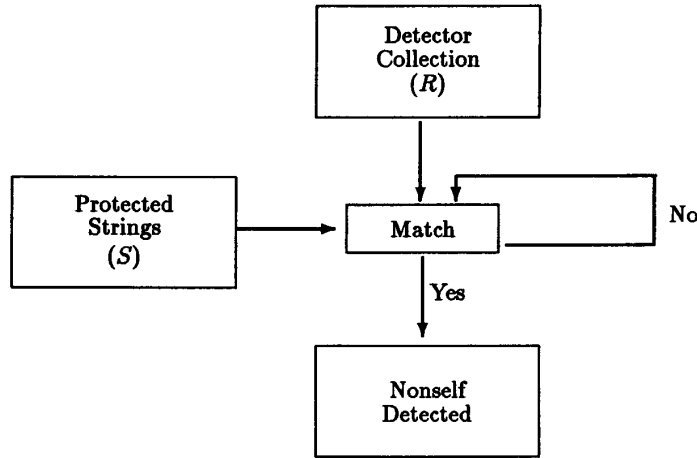 Detector
Collection
(R)
Protected
Strings
(S)
Match
No
Yes
Nonself
Detected